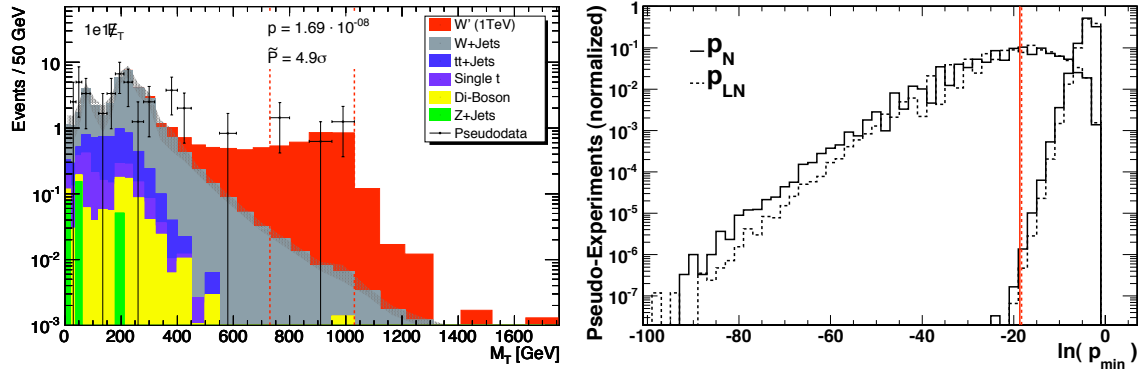 1e1E̸_T
p = 1.69 · 10^-08
P̃ = 4.9σ
W' (1TeV)
W+Jets
tt+Jets
Single t
Di-Boson
Z+Jets
Pseudodata
Events / 50 GeV
10
1
10^-1
10^-2
10^-3
0 200 400 600 800 1000 1200 1400 1600
M_T [GeV]
p_N
p_LN
Pseudo-Experiments (normalized)
1
10^-1
10^-2
10^-3
10^-4
10^-5
10^-6
10^-7
-100 -80 -60 -40 -20 0
ln( p_min )